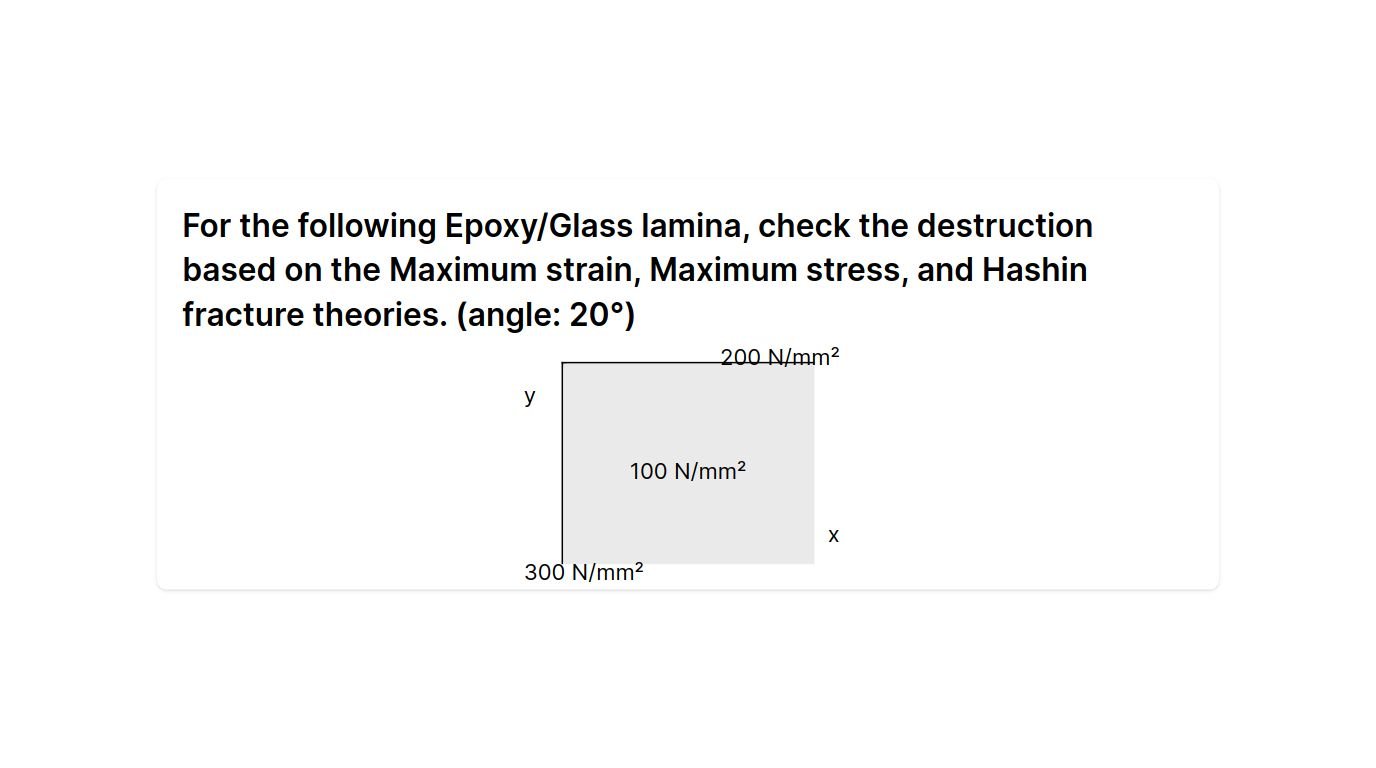 For the following Epoxy/Glass lamina, check the destruction
based on the Maximum strain, Maximum stress, and Hashin
fracture theories. (angle: 20°)
200 N/mm²
y
100 N/mm²
x
300 N/mm²